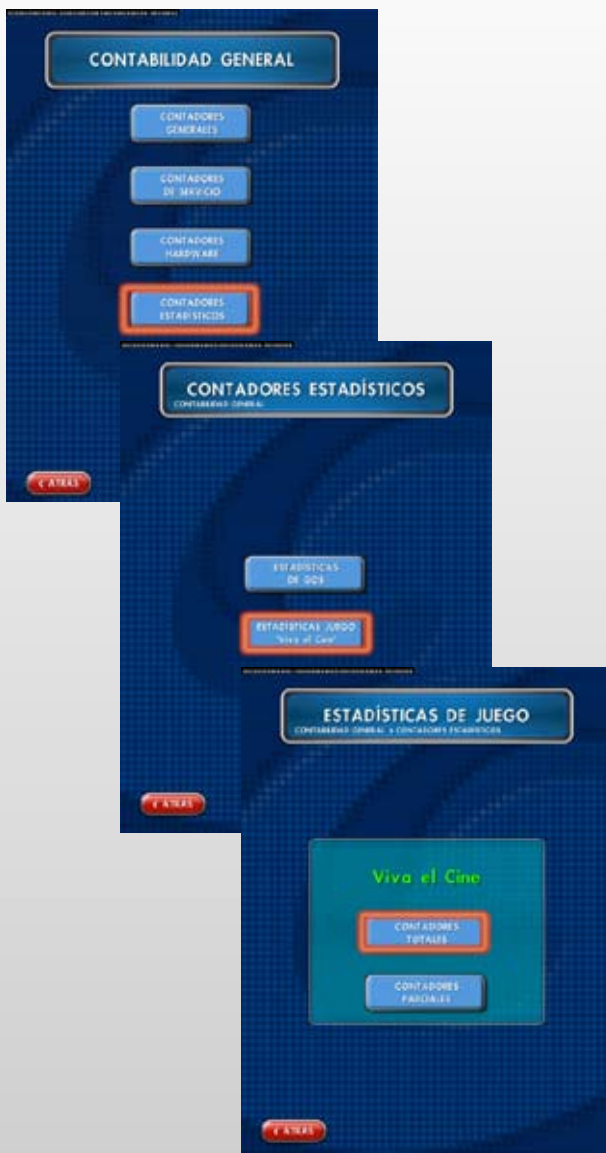 CONTABILIDAD GENERAL
CONTADORES
GENERALES
CONTADORES
DE SERVICIO
CONTADORES
HARDWARE
CONTADORES
ESTADÍSTICOS
< ATRÁS
CONTADORES ESTADÍSTICOS
CONTABILIDAD GENERAL
ESTADÍSTICAS
ESTADÍSTICAS JUEGO
"Viva el Cine"
< ATRÁS
ESTADÍSTICAS DE JUEGO
CONTABILIDAD GENERAL > CONTADORES ESTADÍSTICOS
Viva el Cine
CONTADORES
TOTALES
CONTADORES
PARCIALES
< ATRÁS